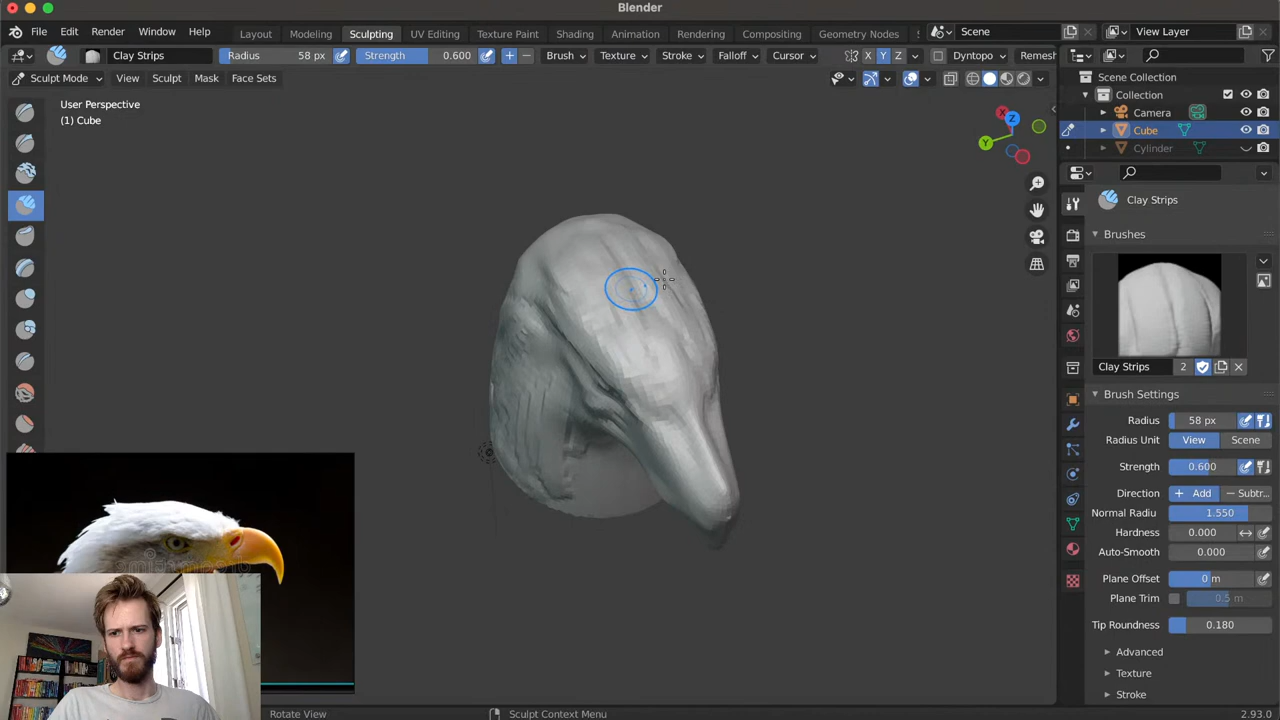 Blender
File Edit Render Window Help
Layout Modeling Sculpting UV Editing Texture Paint Shading Animation Rendering Compositing Geometry Nodes
Scene View Layer
Clay Strips Radius 58 px Strength 0.600 Brush Texture Stroke Falloff Cursor X Y Z Dyntopo Remesh
Sculpt Mode View Sculpt Mask Face Sets
User Perspective
(1) Cube
Scene Collection
Collection
Camera
Cube
Cylinder
Clay Strips
Brushes
Clay Strips 2
Brush Settings
Radius 58 px
Radius Unit View Scene
Strength 0.600
Direction + Add − Subtr...
Normal Radiu 1.550
Hardness 0.000
Auto-Smooth 0.000
Plane Offset 0 m
Plane Trim 0.5 m
Tip Roundness 0.180
Advanced
Texture
Stroke
Z
Y
X
Rotate View Sculpt Context Menu 2.93.0